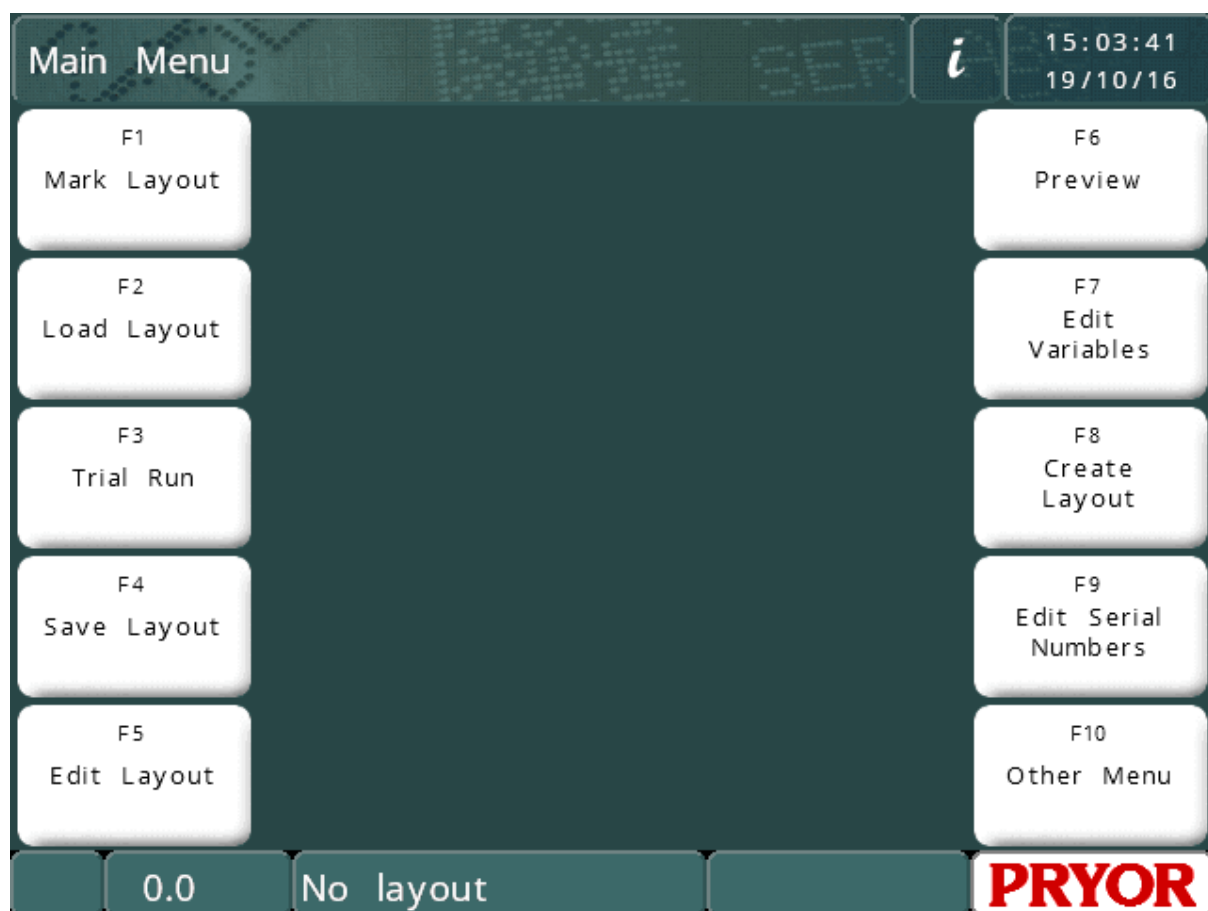 Main Menu
i
15:03:41
19/10/16
F1
Mark Layout
F2
Load Layout
F3
Trial Run
F4
Save Layout
F5
Edit Layout
F6
Preview
F7
Edit
Variables
F8
Create
Layout
F9
Edit Serial
Numbers
F10
Other Menu
0.0
No layout
PRYOR